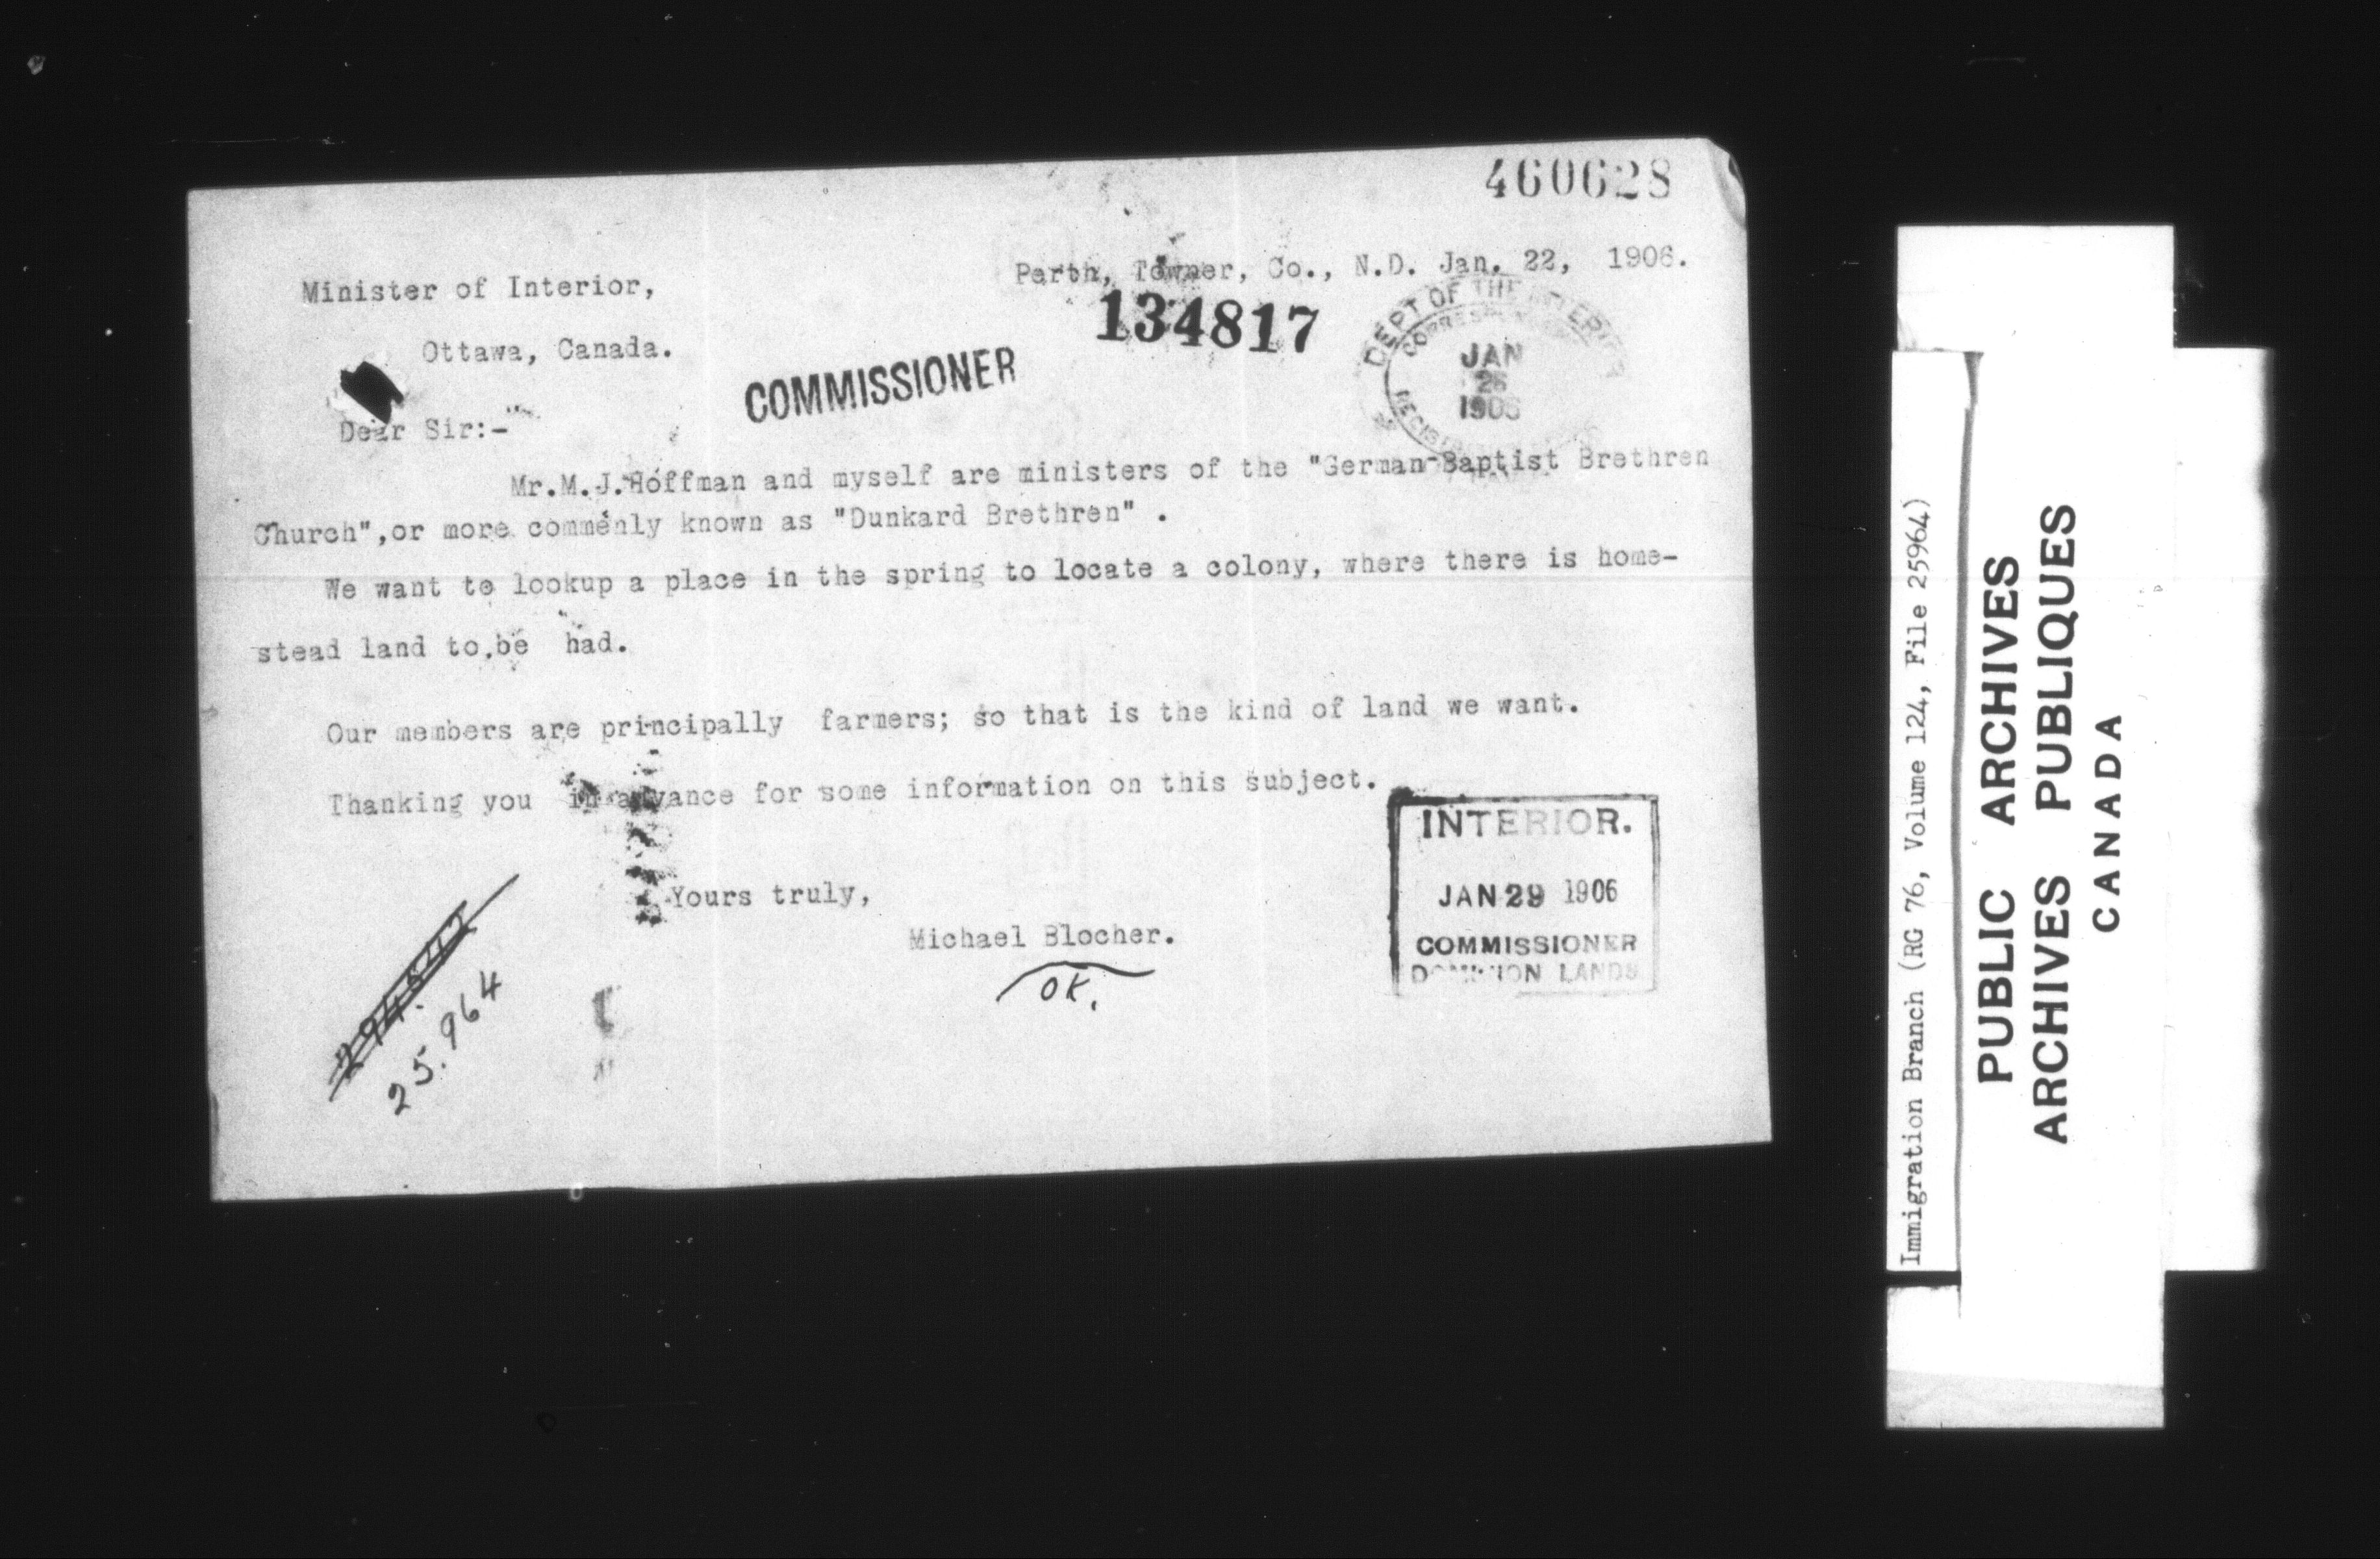 460628
Perth, Towner, Co., N.D. Jan. 22, 1906.
Minister of Interior,
134817
Ottawa, Canada.
COMMISSIONER
DEPT OF THE INTERIOR
JAN
26
1906
Dear Sir:-
Mr.M.J.Hoffman and myself are ministers of the "German Baptist Brethren
Church",or more commenly known as "Dunkard Brethren" .
We want to lookup a place in the spring to locate a colony, where there is home-
stead land to be had.
Our members are principally farmers; so that is the kind of land we want.
Thanking you in advance for some information on this subject.
INTERIOR.
JAN 29 1906
COMMISSIONER
DOMINION LANDS
Yours truly,
Michael Blocher.
OK.
25.964
Immigration Branch (RG 76, Volume 124, File 25964)
PUBLIC ARCHIVES
ARCHIVES PUBLIQUES
CANADA